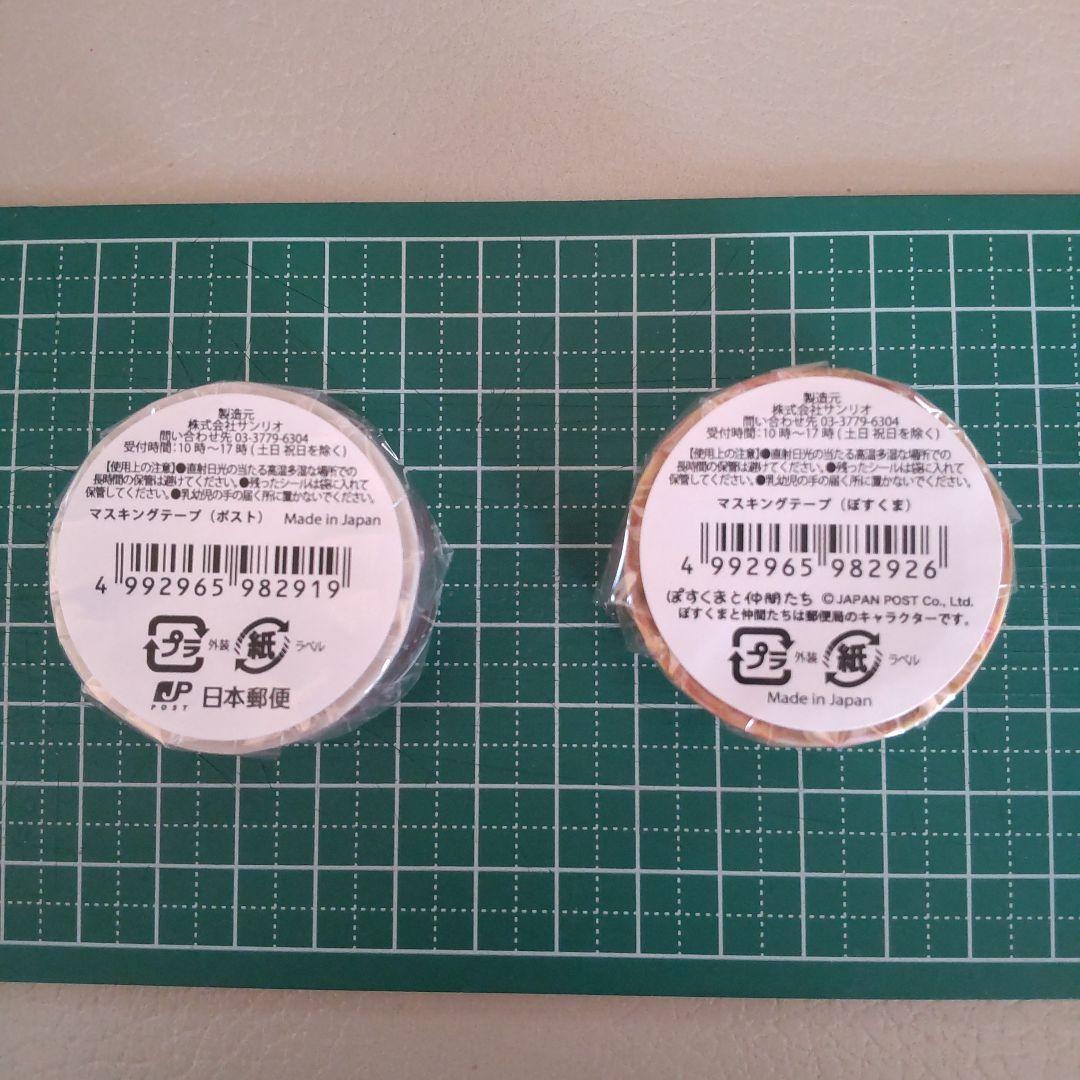 製造元
株式会社サンリオ
問い合わせ先 03-3779-6304
受付時間:10時～17時(土日 祝日を除く)
【使用上の注意】●直射日光の当たる高温多湿な場所での
長時間の保管は避けてください。●残ったシールは袋に入れて
保管してください。●乳幼児の手の届く所に置かないでください。
マスキングテープ(ポスト) Made in Japan
4 992965 982919
プラ 外装 紙 ラベル
JP POST 日本郵便
製造元
株式会社サンリオ
問い合わせ先 03-3779-6304
受付時間:10時～17時(土日 祝日を除く)
【使用上の注意】●直射日光の当たる高温多湿な場所での
長時間の保管は避けてください。●残ったシールは袋に入れて
保管してください。●乳幼児の手の届く所に置かないでください。
マスキングテープ(ぽすくま)
4 992965 982926
ぽすくまと仲間たち ©JAPAN POST Co., Ltd.
ぽすくまと仲間たちは郵便局のキャラクターです。
プラ 外装 紙 ラベル
Made in Japan